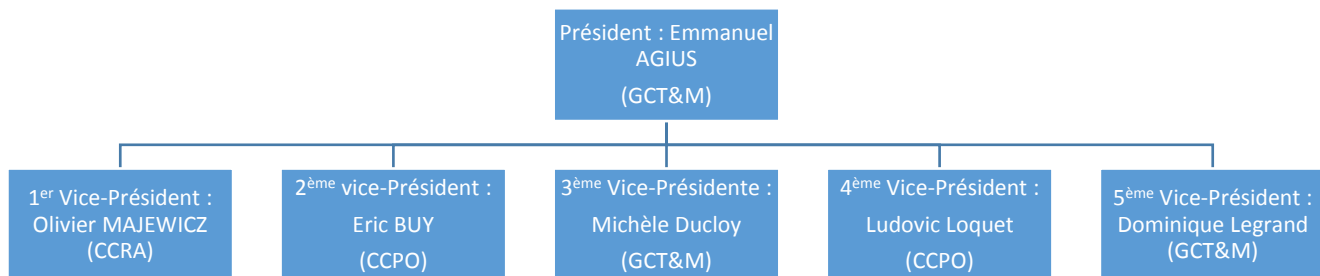 Président : Emmanuel
AGIUS
(GCT&M)
1er Vice-Président :
Olivier MAJEWICZ
(CCRA)
2ème vice-Président :
Eric BUY
(CCPO)
3ème Vice-Présidente :
Michèle Ducloy
(GCT&M)
4ème Vice-Président :
Ludovic Loquet
(CCPO)
5ème Vice-Président :
Dominique Legrand
(GCT&M)